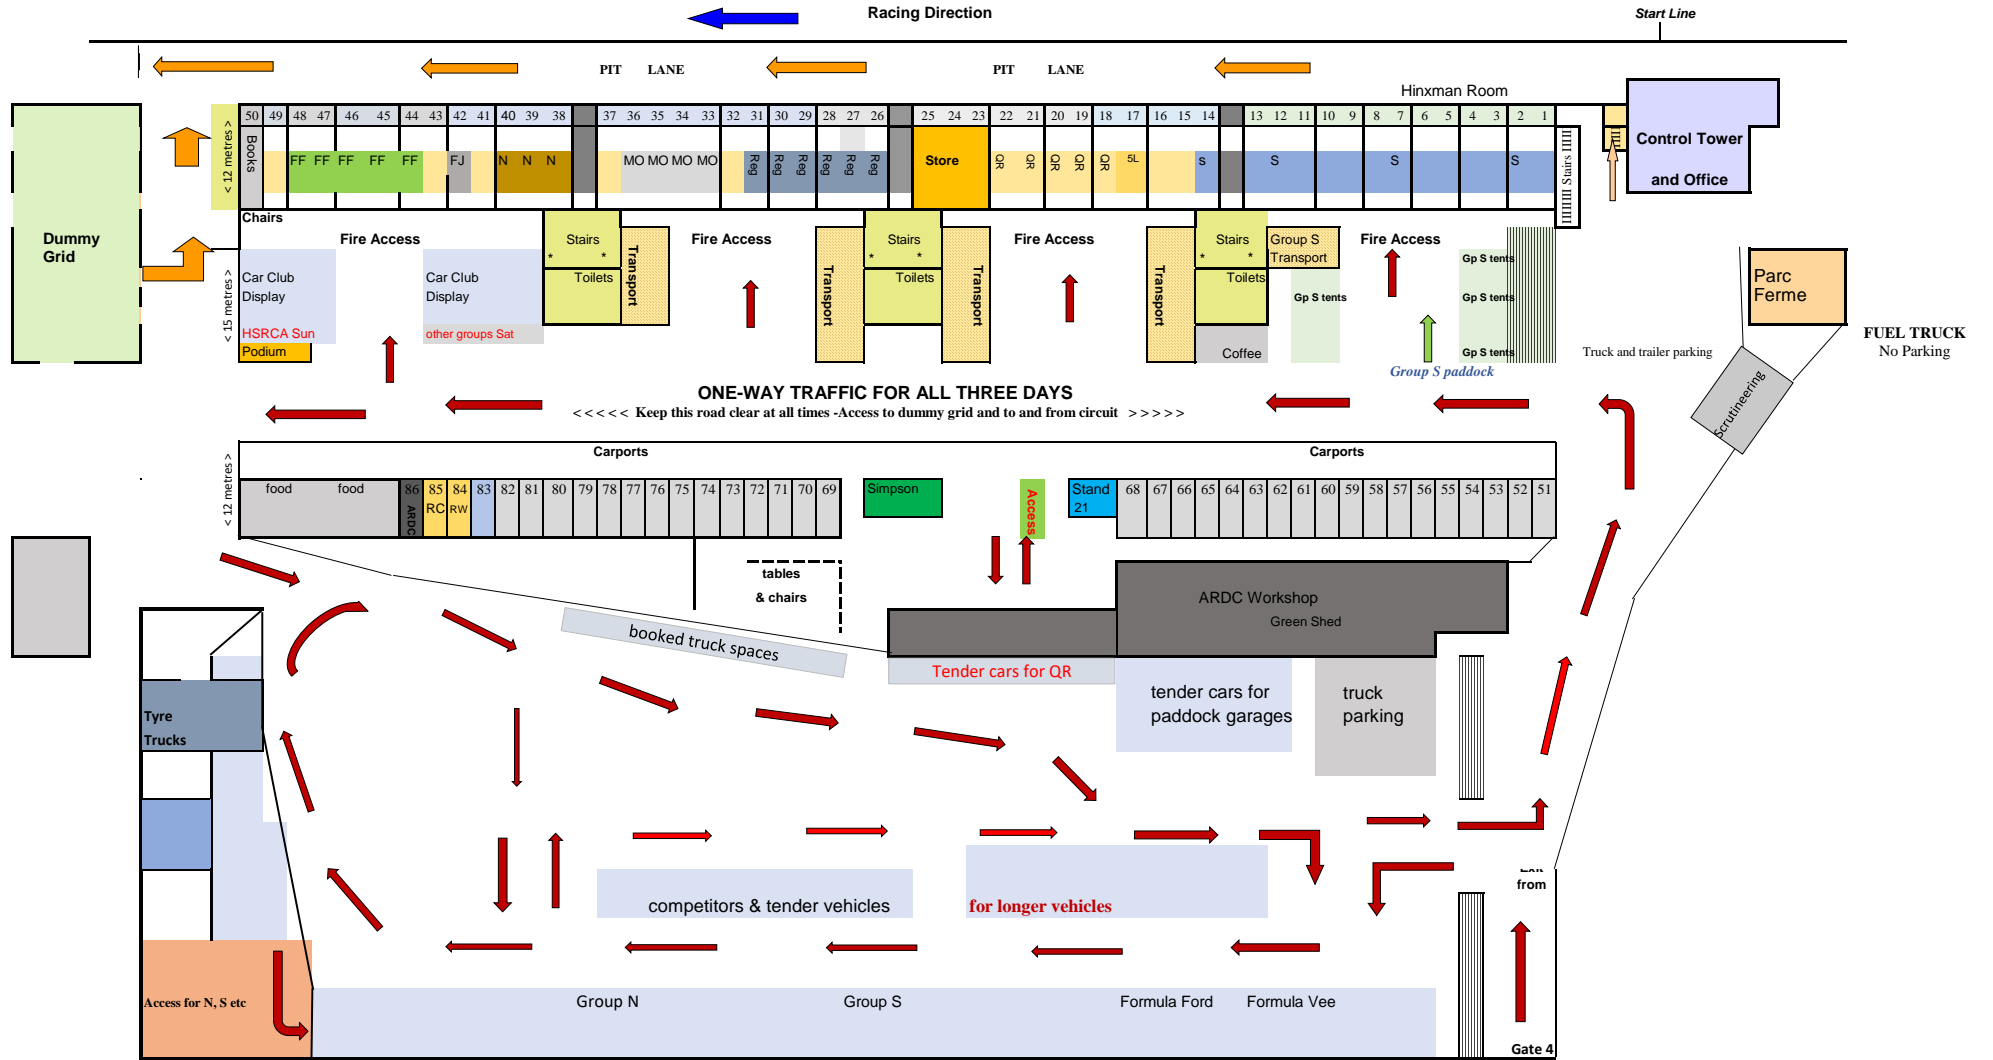 Racing Direction
Start Line
PIT LANE
PIT LANE
Hinxman Room
50 49 48 47 46 45 44 43 42 41 40 39 38 37 36 35 34 33 32 31 30 29 28 27 26 25 24 23 22 21 20 19 18 17 16 15 14 13 12 11 10 9 8 7 6 5 4 3 2 1
< 12 metres >
Books
FF FF FF FF FF FJ N N N MO MO MO MO Reg Reg Reg Reg Reg Reg Store QR QR QR QR QR 5L S S S S
IIIIIII Stairs IIII
Control Tower
and Office
Chairs
Fire Access
Fire Access
Fire Access
Fire Access
Dummy
Grid
< 15 metres >
Car Club
Display
HSRCA Sun
Podium
Car Club
Display
other groups Sat
Stairs
* *
Toilets
Transport
Transport
Stairs
* *
Toilets
Transport
Transport
Stairs
* *
Toilets
Coffee
Group S
Transport
Gp S tents
Gp S tents
Gp S tents
Gp S tents
Group S paddock
Parc
Ferme
FUEL TRUCK
No Parking
Truck and trailer parking
Scrutineering
ONE-WAY TRAFFIC FOR ALL THREE DAYS
< < < < < Keep this road clear at all times -Access to dummy grid and to and from circuit > > > > >
Carports
Carports
< 12 metres >
food food
86 85 84 83 82 81 80 79 78 77 76 75 74 73 72 71 70 69
ARDC RC RW
Simpson
Access
Stand
21
68 67 66 65 64 63 62 61 60 59 58 57 56 55 54 53 52 51
tables
& chairs
booked truck spaces
ARDC Workshop
Green Shed
Tender cars for QR
tender cars for
paddock garages
truck
parking
Tyre
Trucks
competitors & tender vehicles
for longer vehicles
from
Access for N, S etc
Group N
Group S
Formula Ford
Formula Vee
Gate 4